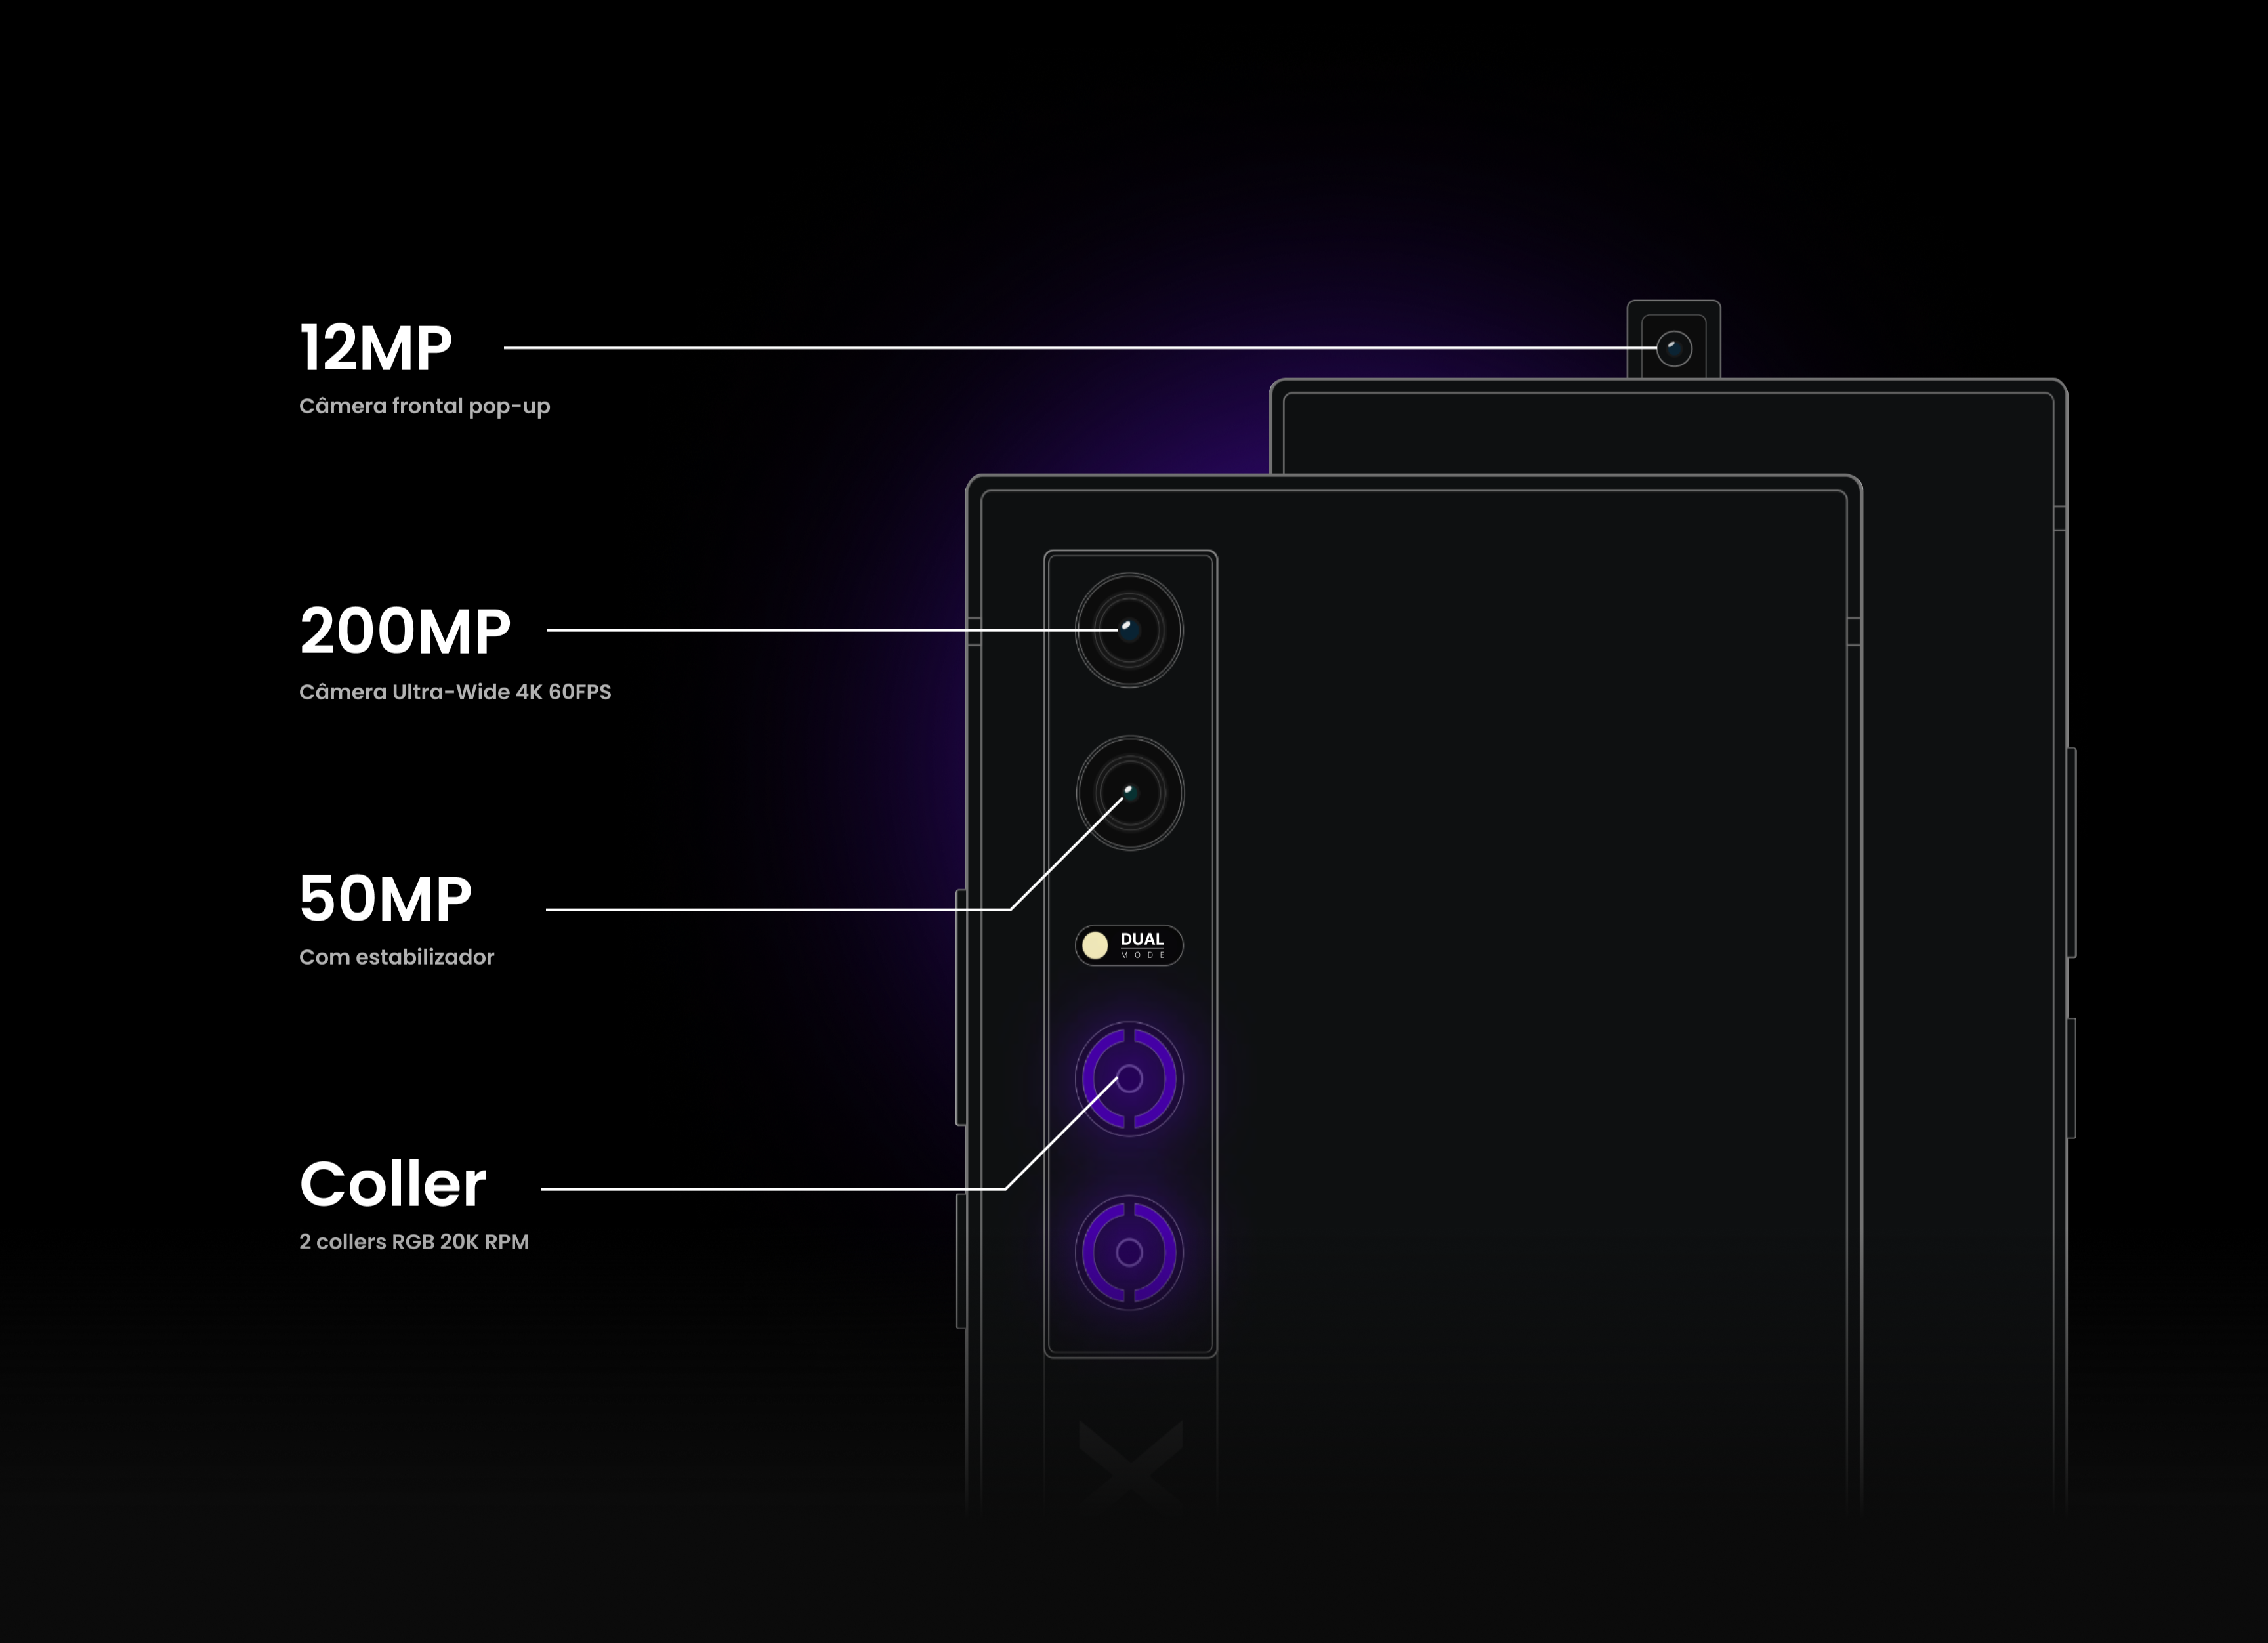 12MP
Câmera frontal pop-up
200MP
Câmera Ultra-Wide 4K 60FPS
50MP
Com estabilizador
DUAL
MODE
Coller
2 collers RGB 20K RPM
X